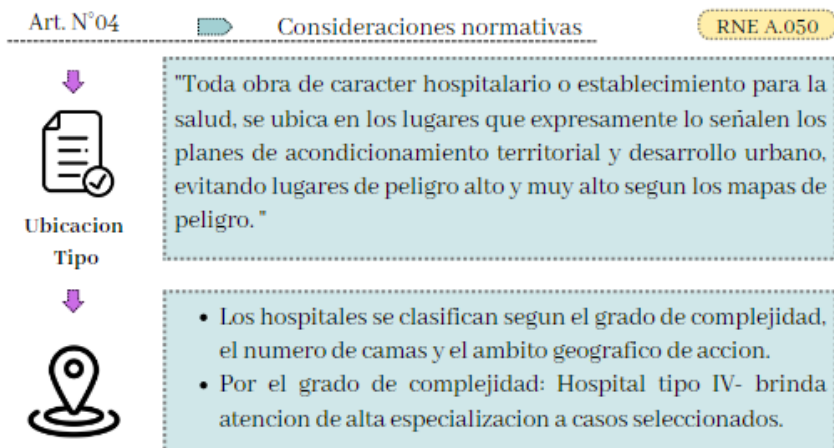 Art. N°04
Consideraciones normativas
RNE A.050
"Toda obra de caracter hospitalario o establecimiento para la
salud, se ubica en los lugares que expresamente lo señalen los
planes de acondicionamiento territorial y desarrollo urbano,
evitando lugares de peligro alto y muy alto segun los mapas de
peligro. "
Ubicacion
Tipo
• Los hospitales se clasifican segun el grado de complejidad,
el numero de camas y el ambito geografico de accion.
• Por el grado de complejidad: Hospital tipo IV- brinda
atencion de alta especializacion a casos seleccionados.